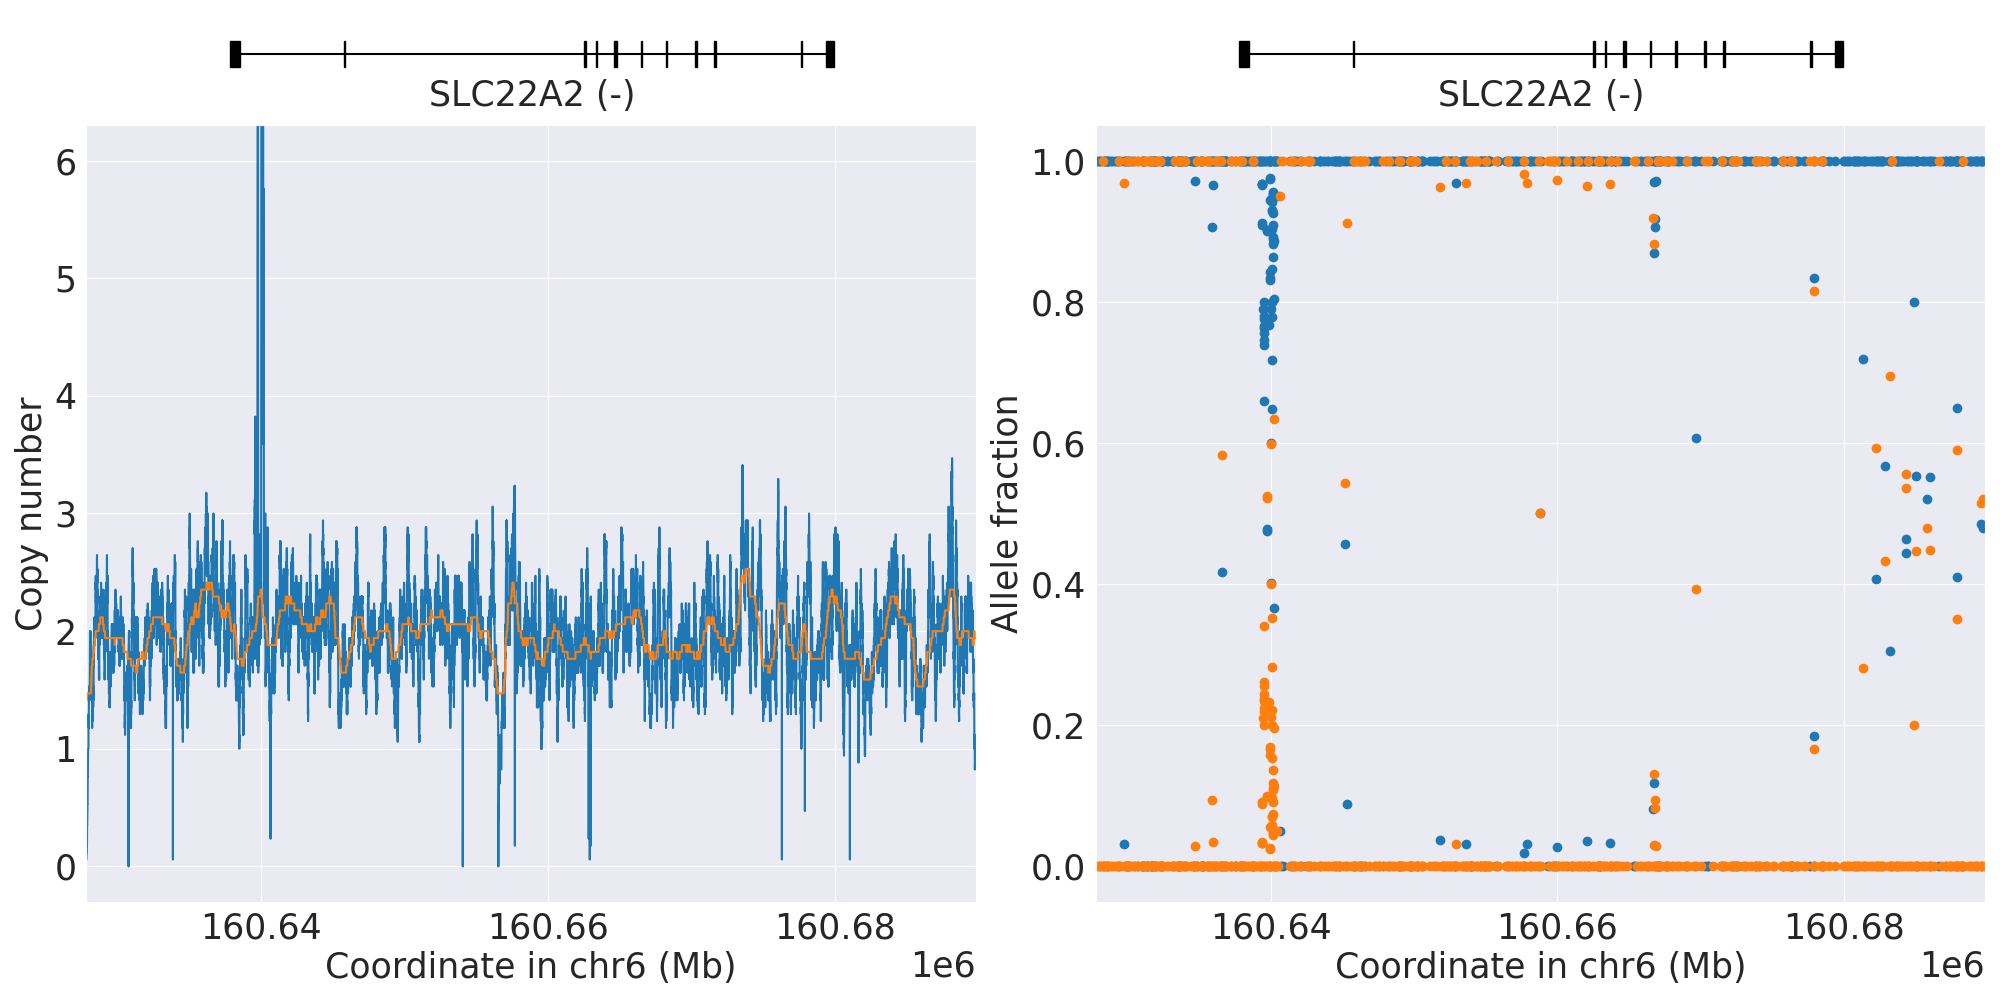 SLC22A2 (-)
SLC22A2 (-)
Copy number
6
5
4
3
2
1
0
160.64 160.66 160.68
Coordinate in chr6 (Mb) 1e6
Allele fraction
1.0
0.8
0.6
0.4
0.2
0.0
160.64 160.66 160.68
Coordinate in chr6 (Mb) 1e6